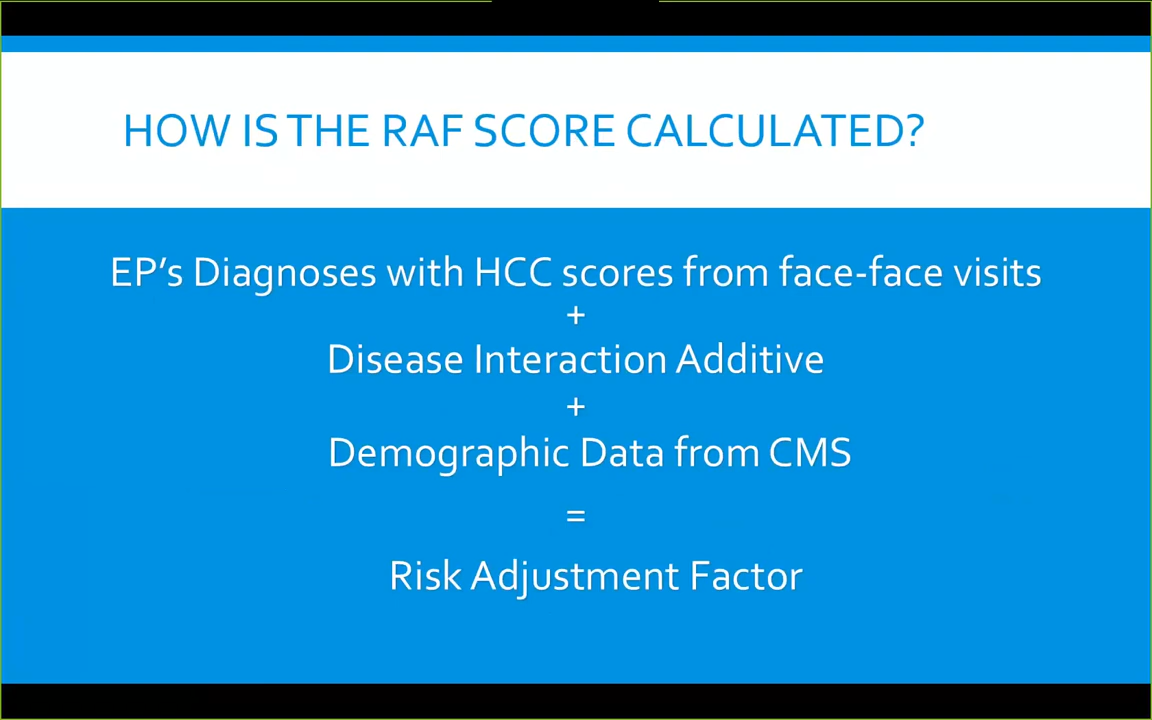 HOW IS THE RAF SCORE CALCULATED?
EP’s Diagnoses with HCC scores from face-face visits
+
Disease Interaction Additive
+
Demographic Data from CMS
=
Risk Adjustment Factor